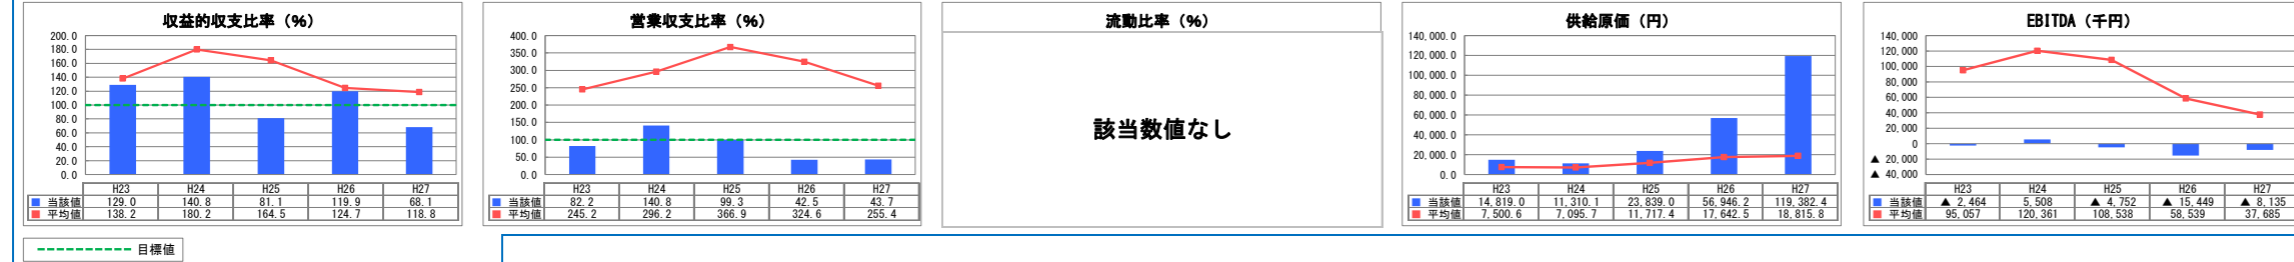 収益的収支比率（％）
200.0
180.0
160.0
140.0
120.0
100.0
80.0
60.0
40.0
20.0
0.0
H23 H24 H25 H26 H27
当該値 129.0 140.8 81.1 119.9 68.1
平均値 138.2 180.2 164.5 124.7 118.8
営業収支比率（％）
400.0
350.0
300.0
250.0
200.0
150.0
100.0
50.0
0.0
H23 H24 H25 H26 H27
当該値 82.2 140.8 99.3 42.5 43.7
平均値 245.2 296.2 366.9 324.6 255.4
流動比率（％）
該当数値なし
供給原価（円）
140,000.0
120,000.0
100,000.0
80,000.0
60,000.0
40,000.0
20,000.0
0.0
H23 H24 H25 H26 H27
当該値 14,819.0 11,310.1 23,839.0 56,946.2 119,382.4
平均値 7,500.6 7,095.7 11,717.4 17,642.5 18,815.8
EBITDA（千円）
140,000
120,000
100,000
80,000
60,000
40,000
20,000
0
▲ 20,000
▲ 40,000
H23 H24 H25 H26 H27
当該値 ▲ 2,464 5,508 ▲ 4,752 ▲ 15,449 ▲ 8,135
平均値 95,057 120,361 108,538 58,539 37,685
目標値